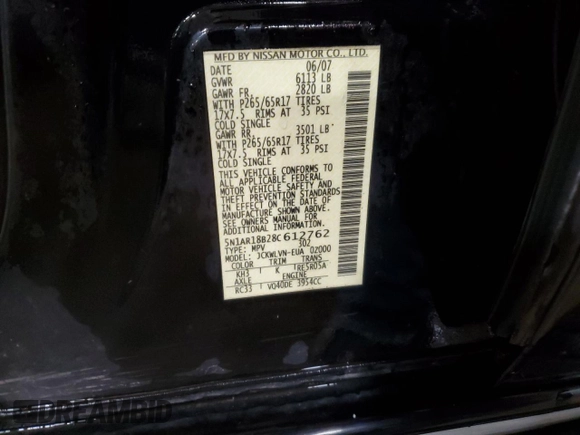 MFD BY NISSAN MOTOR CO., LTD.
DATE 06/07
GVWR 6113 LB
GAWR FR. 2820 LB
WITH P265/65R17 TIRES
17X7.5 RIMS AT 35 PSI
COLD SINGLE
GAWR RR. 3501 LB
WITH P265/65R17 TIRES
17X7.5 RIMS AT 35 PSI
COLD SINGLE
THIS VEHICLE CONFORMS TO
ALL APPLICABLE FEDERAL
MOTOR VEHICLE SAFETY AND
THEFT PREVENTION STANDARDS
IN EFFECT ON THE DATE OF
MANUFACTURE SHOWN ABOVE.
SEE OWNERS MANUAL FOR
ADDITIONAL INFORMATION.
5N1AR18B28C612762
TYPE: MPV 302
MODEL: JCKWLVN-EUA 02000
COLOR TRIM TRANS
KH3 K RE5R05A
AXLE ENGINE
RC33 VQ40DE 3954CC
DREAMBID